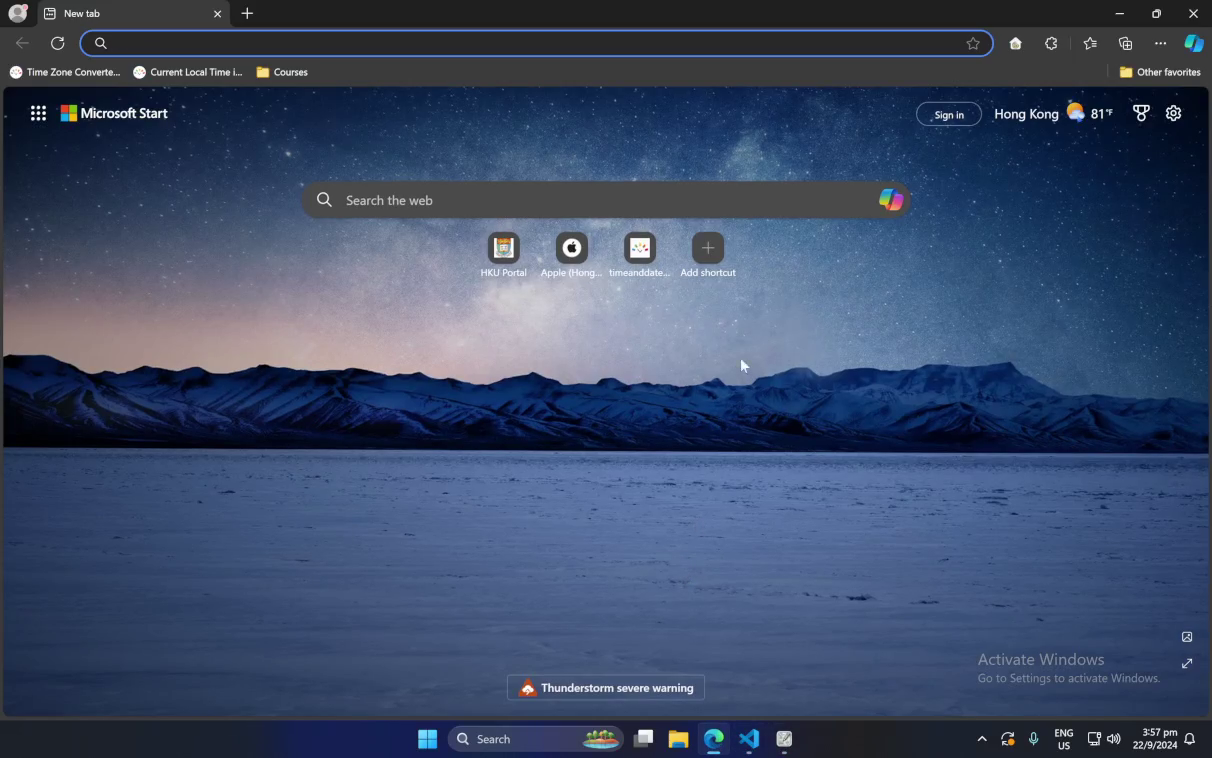 New tab
Time Zone Converte...
Current Local Time i...
Courses
Other favorites
Microsoft Start
Sign in
Hong Kong
81°F
Search the web
HKU Portal
Apple (Hong...
timeanddate...
Add shortcut
Activate Windows
Go to Settings to activate Windows.
Thunderstorm severe warning
Search
ENG
US
3:57 pm
22/9/2024